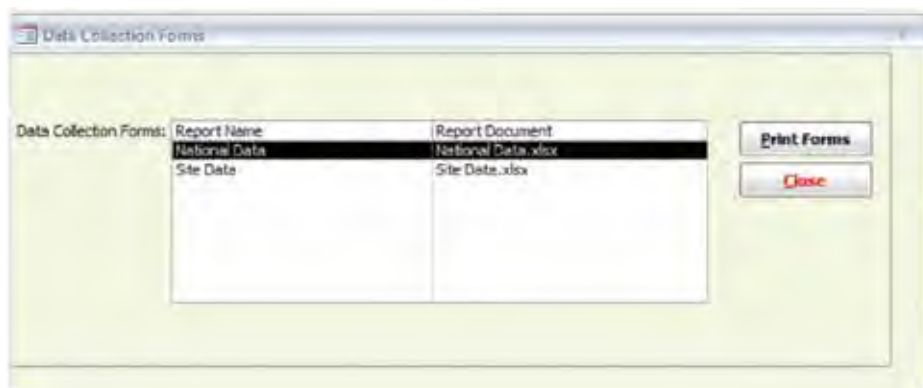 Data Collection Forms
Data Collection Forms: Report Name Report Document
National Data National Data.xlsx
Site Data Site Data.xlsx
Print Forms
Close